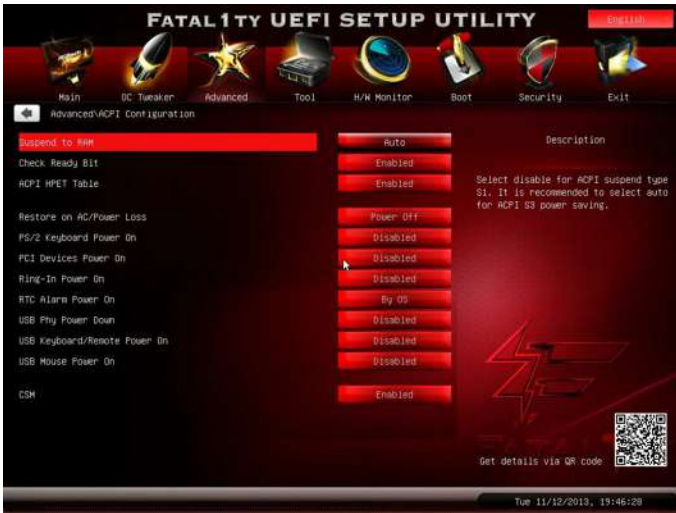 FATAL1TY UEFI SETUP UTILITY
English
Main
OC Tweaker
Advanced
Tool
H/W Monitor
Boot
Security
Exit
Advanced\ACPI Configuration
Suspend to RAM Auto
Check Ready Bit Enabled
ACPI HPET Table Enabled
Restore on AC/Power Loss Power Off
PS/2 Keyboard Power On Disabled
PCI Devices Power On Disabled
Ring-In Power On Disabled
RTC Alarm Power On By OS
USB Phy Power Down Disabled
USB Keyboard/Remote Power On Disabled
USB Mouse Power On Disabled
CSM Enabled
Description
Select disable for ACPI suspend type
S1. It is recommended to select auto
for ACPI S3 power saving.
Get details via QR code
Tue 11/12/2013, 19:46:28